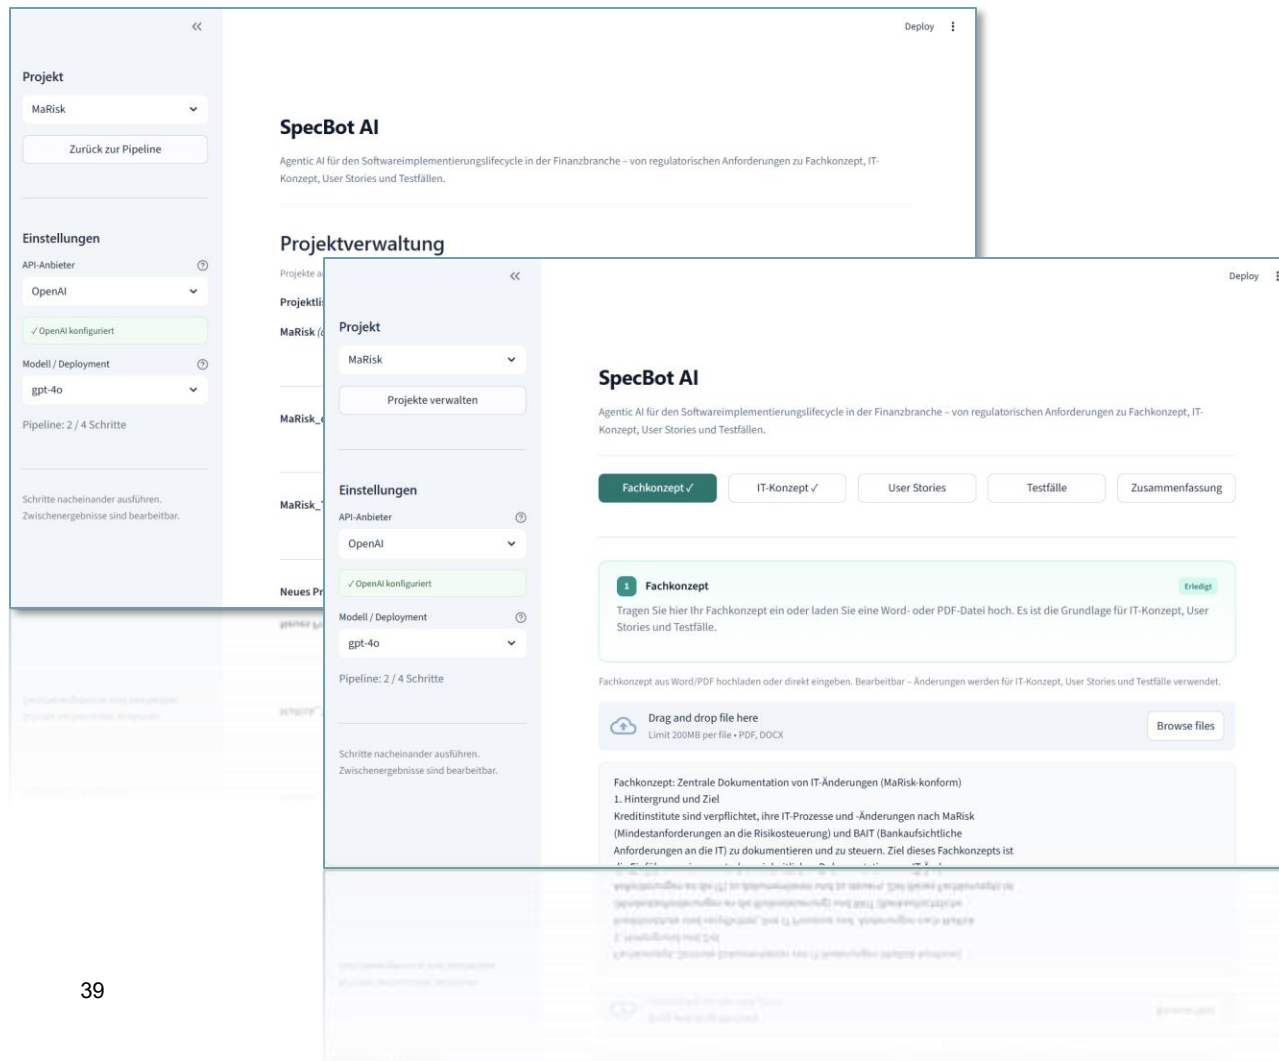 Deploy
Projekt
MaRisk
Zurück zur Pipeline
Einstellungen
API-Anbieter
OpenAI
✓ OpenAI konfiguriert
Modell / Deployment
gpt-4o
Pipeline: 2 / 4 Schritte
Schritte nacheinander ausführen.
Zwischenergebnisse sind bearbeitbar.
SpecBot AI
Agentic AI für den Softwareimplementierungslifecycle in der Finanzbranche – von regulatorischen Anforderungen zu Fachkonzept, IT-
Konzept, User Stories und Testfällen.
Projektverwaltung
Projekte
MaRisk
Deploy
Projekt
MaRisk
Projekte verwalten
Einstellungen
API-Anbieter
OpenAI
✓ OpenAI konfiguriert
Modell / Deployment
gpt-4o
Pipeline: 2 / 4 Schritte
Schritte nacheinander ausführen.
Zwischenergebnisse sind bearbeitbar.
SpecBot AI
Agentic AI für den Softwareimplementierungslifecycle in der Finanzbranche – von regulatorischen Anforderungen zu Fachkonzept, IT-
Konzept, User Stories und Testfällen.
Fachkonzept ✓ IT-Konzept ✓ User Stories Testfälle Zusammenfassung
1 Fachkonzept Erledigt
Tragen Sie hier Ihr Fachkonzept ein oder laden Sie eine Word- oder PDF-Datei hoch. Es ist die Grundlage für IT-Konzept, User
Stories und Testfälle.
Fachkonzept aus Word/PDF hochladen oder direkt eingeben. Bearbeitbar – Änderungen werden für IT-Konzept, User Stories und Testfälle verwendet.
Drag and drop file here
Limit 200MB per file • PDF, DOCX
Browse files
Fachkonzept: Zentrale Dokumentation von IT-Änderungen (MaRisk-konform)
1. Hintergrund und Ziel
Kreditinstitute sind verpflichtet, ihre IT-Prozesse und -Änderungen nach MaRisk
(Mindestanforderungen an die Risikosteuerung) und BAIT (Bankaufsichtliche
Anforderungen an die IT) zu dokumentieren und zu steuern. Ziel dieses Fachkonzepts ist
39